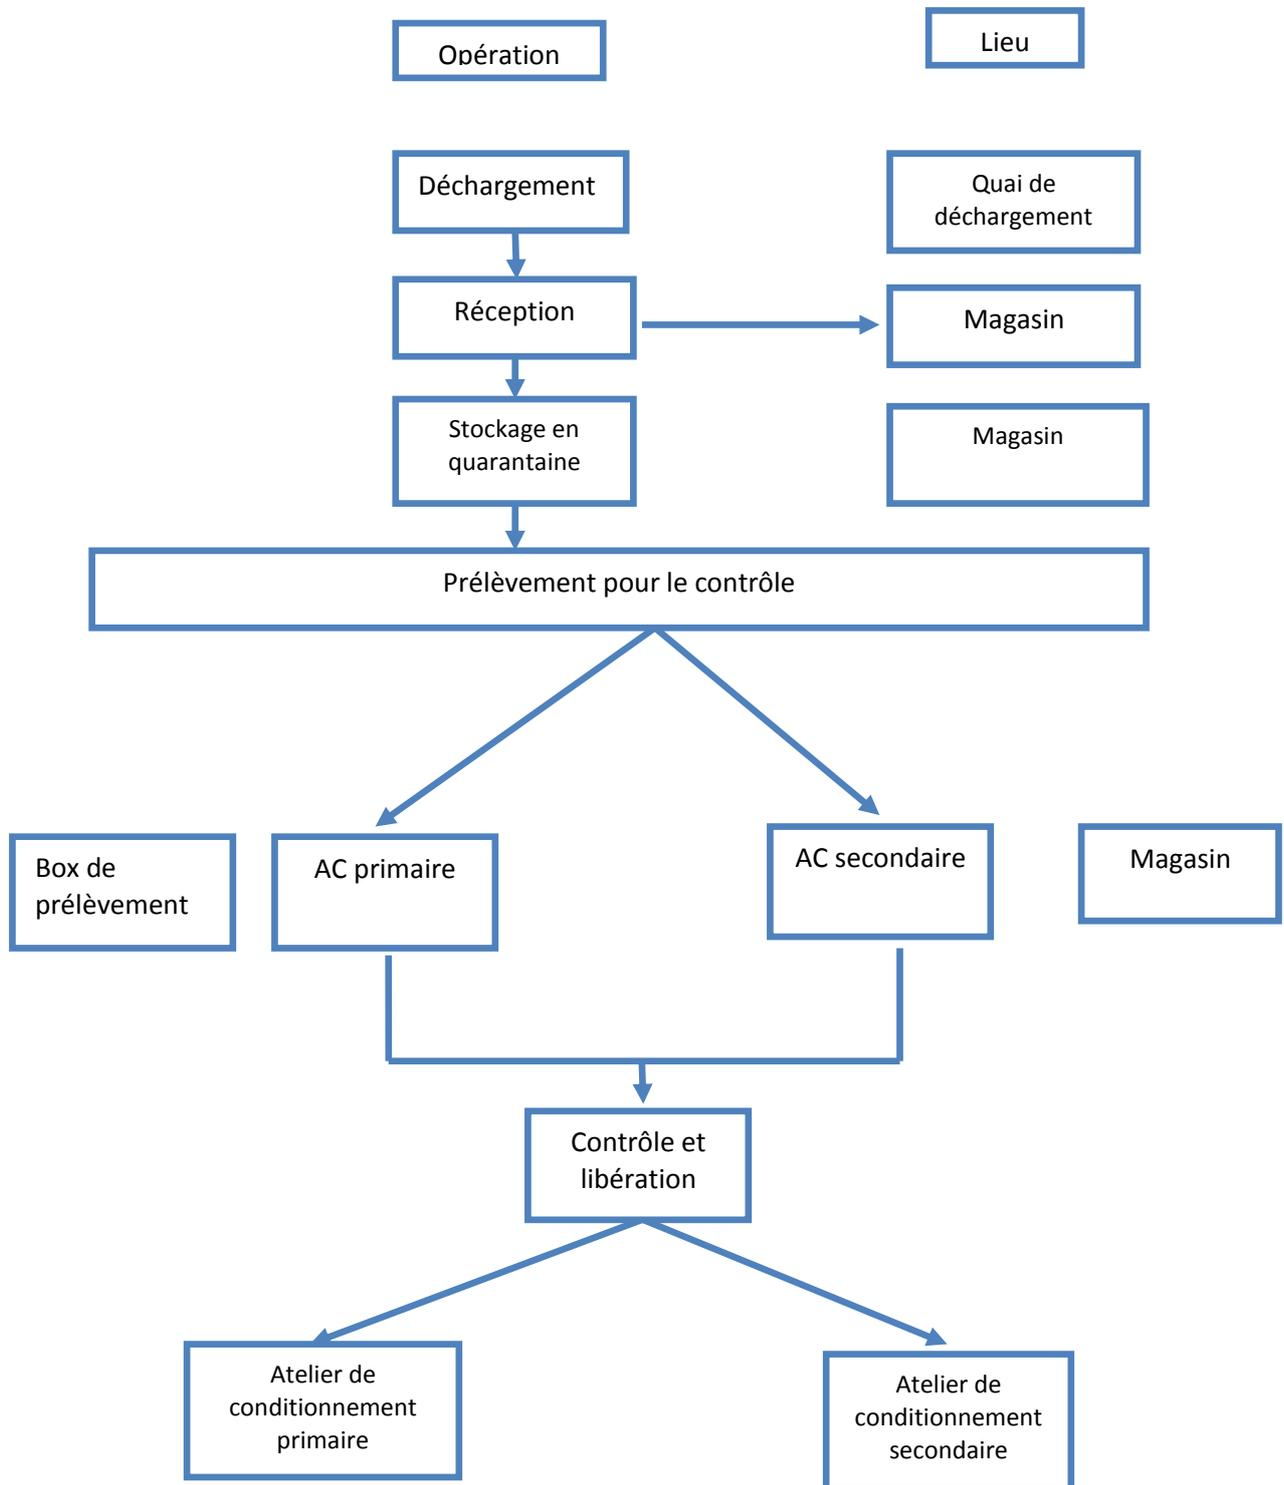 Opération
Lieu
Déchargement
Quai de
déchargement
Réception
Magasin
Stockage en
quarantaine
Magasin
Prélèvement pour le contrôle
Box de
prélèvement
AC primaire
AC secondaire
Magasin
Contrôle et
libération
Atelier de
conditionnement
primaire
Atelier de
conditionnement
secondaire